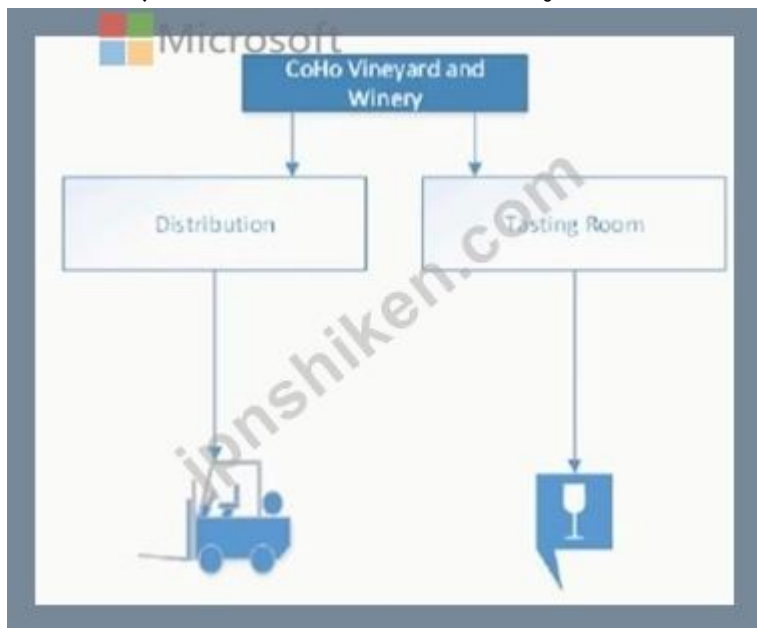 Microsoft
CoHo Vineyard and
Winery
Distribution
Tasting Room
jpnshiken.com